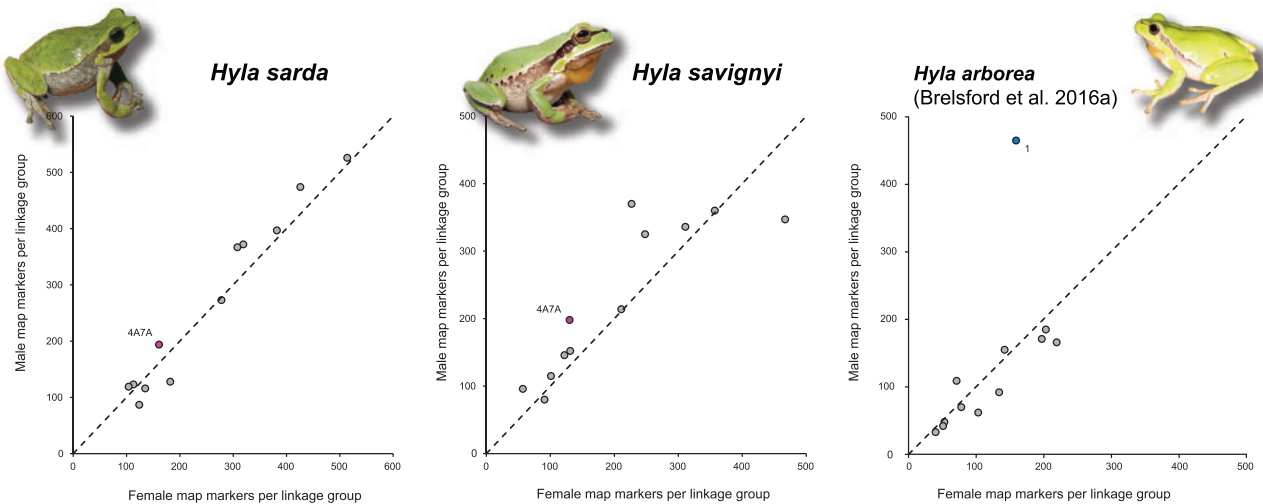 Hyla sarda
600
500
400
300
200
100
0
0 100 200 300 400 500 600
4A7A
Male map markers per linkage group
Female map markers per linkage group
Hyla savignyi
500
400
300
200
100
0
0 100 200 300 400 500
4A7A
Male map markers per linkage group
Female map markers per linkage group
Hyla arborea
(Brelsford et al. 2016a)
500
400
300
200
100
0
0 100 200 300 400 500
1
Male map markers per linkage group
Female map markers per linkage group